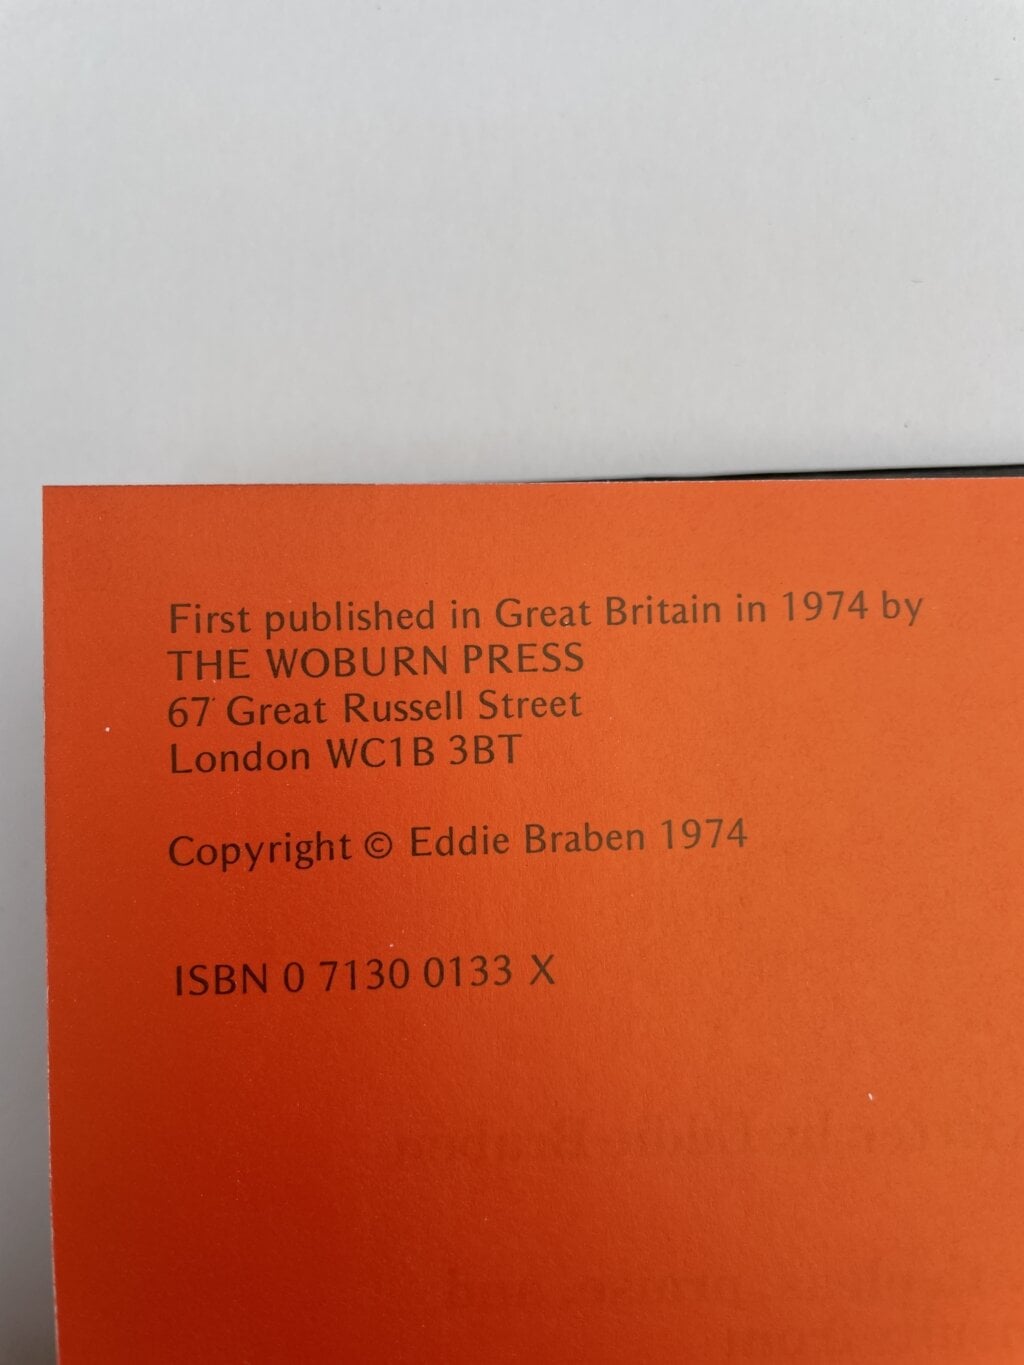 First published in Great Britain in 1974 by
THE WOBURN PRESS
67 Great Russell Street
London WC1B 3BT
Copyright © Eddie Braben 1974
ISBN 0 7130 0133 X